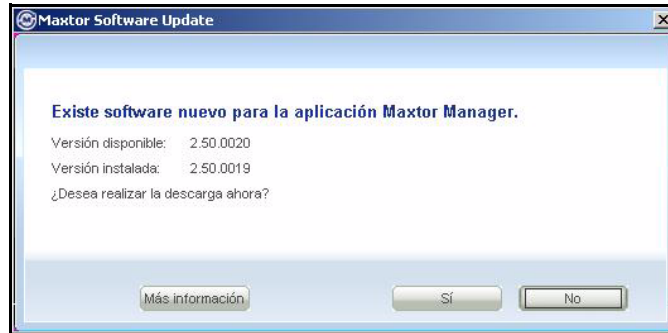 Maxtor Software Update
Existe software nuevo para la aplicación Maxtor Manager.
Versión disponible: 2.50.0020
Versión instalada: 2.50.0019
¿Desea realizar la descarga ahora?
Más información Sí No